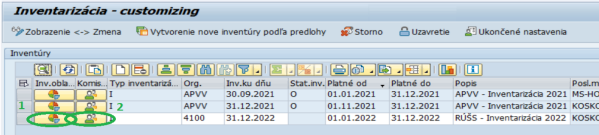 Inventarizácia - customizing
Zobrazenie <-> Zmena Vytvorenie nove inventúry podľa predlohy Storno Uzavretie Ukončené nastavenia
Inventúry
Inv.obla... Komis... Typ inventarizá... Org. Inv.ku dňu Stat.inv. Platné od Platné do Popis Posl.m
1 I APVV 30.09.2021 O 01.01.2021 31.12.2021 APVV - Inventarizácia 2021 MS-HO
I 2 APVV 31.12.2021 O 01.11.2021 31.12.2021 APVV - Inventarizácia 2021 KOSKO
4100 31.12.2022 01.01.2022 31.12.2022 RÚŠS - Inventarizácia 2022 KOSKO